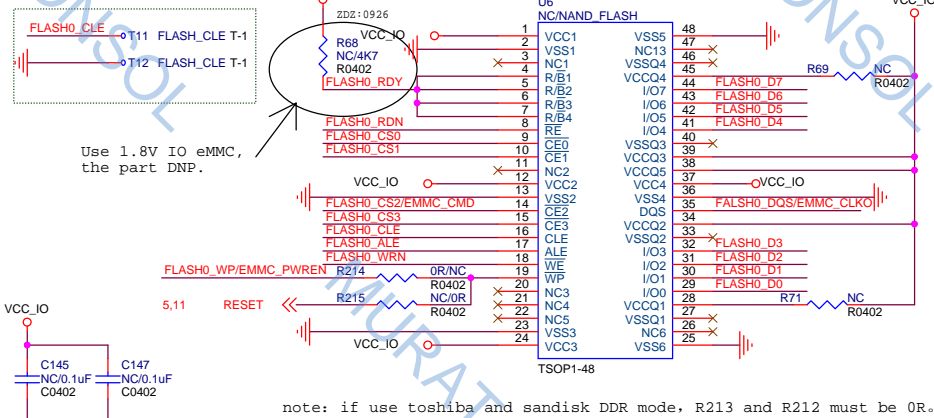 FLASH0_CLE
T11 FLASH_CLE T-1
T12 FLASH_CLE T-1
ZDZ:0926
VCC_IO
R68
NC/4K7
R0402
FLASH0_RDY
Use 1.8V IO eMMC,
the part DNP.
FLASH0_RDN
FLASH0_CS0
FLASH0_CS1
VCC_IO
FLASH0_CS2/EMMC_CMD
FLASH0_CS3
FLASH0_CLE
FLASH0_ALE
FLASH0_WRN
FLASH0_WP/EMMC_PWREN R214 0R/NC
R0402
5,11 RESET R215 NC/0R
R0402
VCC_IO
U6
NC/NAND_FLASH
1 VCC1 VSS5 48
2 VSS1 NC13 47
3 NC1 VSSQ4 46
4 R/B1 VCCQ4 45
5 R/B2 I/O7 44 FLASH0_D7
6 R/B3 I/O6 43 FLASH0_D6
7 R/B4 I/O5 42 FLASH0_D5
8 RE I/O4 41 FLASH0_D4
9 CE0 VSSQ3 40
10 CE1 VCCQ3 39
11 NC2 VCCQ5 38
12 VCC2 VCC4 37 VCC_IO
13 VSS2 VSS4 36
14 CE2 DQS 35 FALSH0_DQS/EMMC_CLKO
15 CE3 VCCQ2 34
16 CLE VSSQ2 33
17 ALE I/O3 32 FLASH0_D3
18 WE I/O2 31 FLASH0_D2
19 WP I/O1 30 FLASH0_D1
20 NC3 I/O0 29 FLASH0_D0
21 NC4 VCCQ1 28
22 NC5 VSSQ1 27
23 VSS3 NC6 26
24 VCC3 VSS6 25
TSOP1-48
VCC_IO
R69 NC
R0402
R71 NC
R0402
VCC_IO
C145
NC/0.1uF
C0402
C147
NC/0.1uF
C0402
note: if use toshiba and sandisk DDR mode, R213 and R212 must be 0R。
NSOL
ONSOL
MURAT